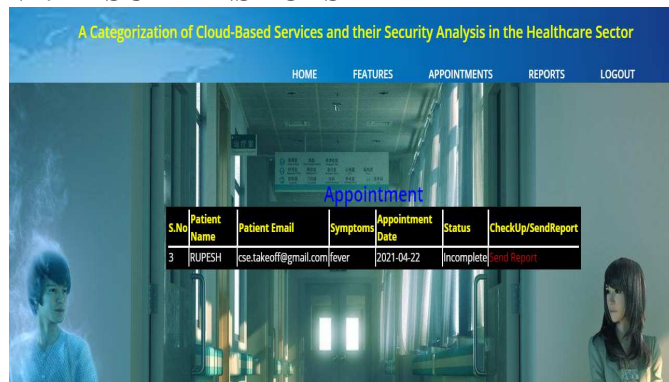 A Categorization of Cloud-Based Services and their Security Analysis in the Healthcare Sector
HOME FEATURES APPOINTMENTS REPORTS LOGOUT
Appointment
S.No Patient Name Patient Email Symptoms Appointment Date Status CheckUp/SendReport
3 RUPESH cse.takeoff@gmail.com fever 2021-04-22 Incomplete Send Report